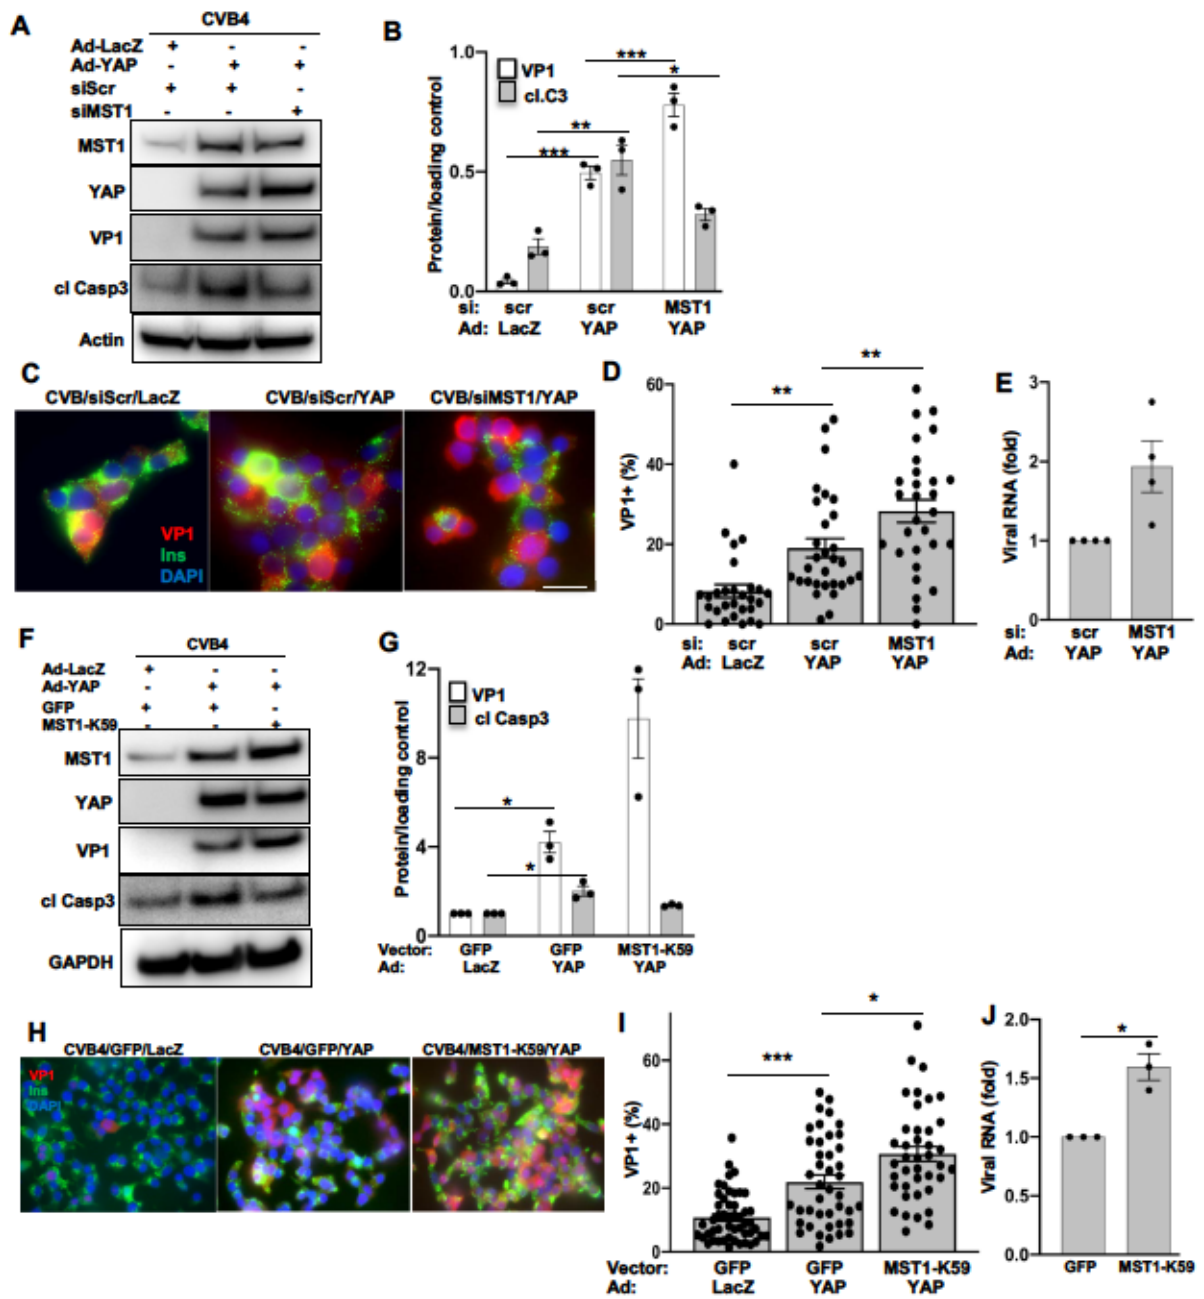 A
CVB4
Ad-LacZ + - -
Ad-YAP - + +
siScr + + -
siMST1 - - +
MST1
YAP
VP1
cl Casp3
Actin
B
Protein/loading control
1.0
0.5
0.0
VP1
cl.C3
***
*
**
***
si: scr scr MST1
Ad: LacZ YAP YAP
C
CVB/siScr/LacZ CVB/siScr/YAP CVB/siMST1/YAP
VP1
Ins
DAPI
D
VP1+ (%)
60
40
20
0
**
**
si: scr scr MST1
Ad: LacZ YAP YAP
E
Viral RNA (fold)
3
2
1
0
si: scr MST1
Ad: YAP YAP
F
CVB4
Ad-LacZ + - -
Ad-YAP - + +
GFP + + -
MST1-K59 - - +
MST1
YAP
VP1
cl Casp3
GAPDH
G
Protein/loading control
12
8
4
0
VP1
cl Casp3
*
*
Vector: GFP GFP MST1-K59
Ad: LacZ YAP YAP
H
CVB4/GFP/LacZ CVB4/GFP/YAP CVB4/MST1-K59/YAP
VP1
Ins
DAPI
I
VP1+ (%)
60
40
20
0
***
*
Vector: GFP GFP MST1-K59
Ad: LacZ YAP YAP
J
Viral RNA (fold)
2.0
1.5
1.0
0.5
0.0
*
GFP MST1-K59